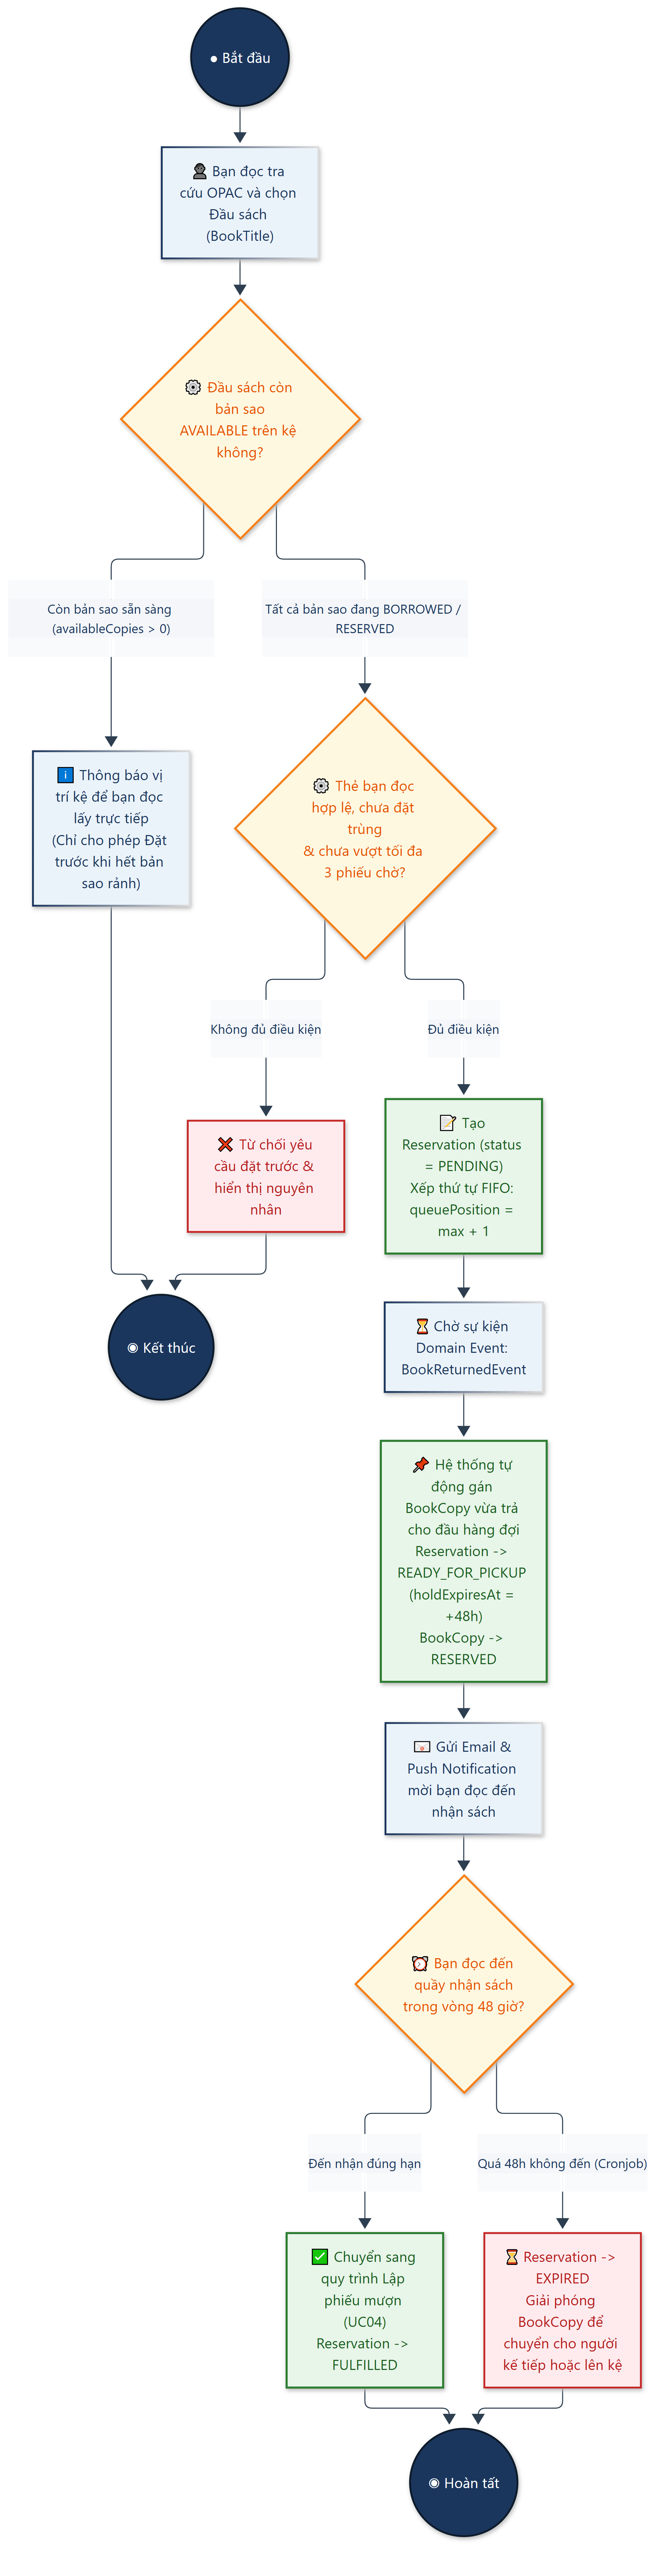 ● Bắt đầu
👤 Bạn đọc tra
cứu OPAC và chọn
Đầu sách
(BookTitle)
⚙️ Đầu sách còn
bản sao
AVAILABLE trên kệ
không?
Còn bản sao sẵn sàng
(availableCopies > 0)
Tất cả bản sao đang BORROWED /
RESERVED
ℹ️ Thông báo vị
trí kệ để bạn đọc
lấy trực tiếp
(Chỉ cho phép Đặt
trước khi hết bản
sao rảnh)
⚙️ Thẻ bạn đọc
hợp lệ, chưa đặt
trùng
& chưa vượt tối đa
3 phiếu chờ?
Không đủ điều kiện
Đủ điều kiện
❌ Từ chối yêu
cầu đặt trước &
hiển thị nguyên
nhân
📝 Tạo
Reservation (status
= PENDING)
Xếp thứ tự FIFO:
queuePosition =
max + 1
◉ Kết thúc
⏳ Chờ sự kiện
Domain Event:
BookReturnedEvent
📌 Hệ thống tự
động gán
BookCopy vừa trả
cho đầu hàng đợi
Reservation ->
READY_FOR_PICKUP
(holdExpiresAt =
+48h)
BookCopy ->
RESERVED
📧 Gửi Email &
Push Notification
mời bạn đọc đến
nhận sách
⏰ Bạn đọc đến
quầy nhận sách
trong vòng 48 giờ?
Đến nhận đúng hạn
Quá 48h không đến (Cronjob)
✅ Chuyển sang
quy trình Lập
phiếu mượn
(UC04)
Reservation ->
FULFILLED
⏳ Reservation ->
EXPIRED
Giải phóng
BookCopy để
chuyển cho người
kế tiếp hoặc lên kệ
◉ Hoàn tất